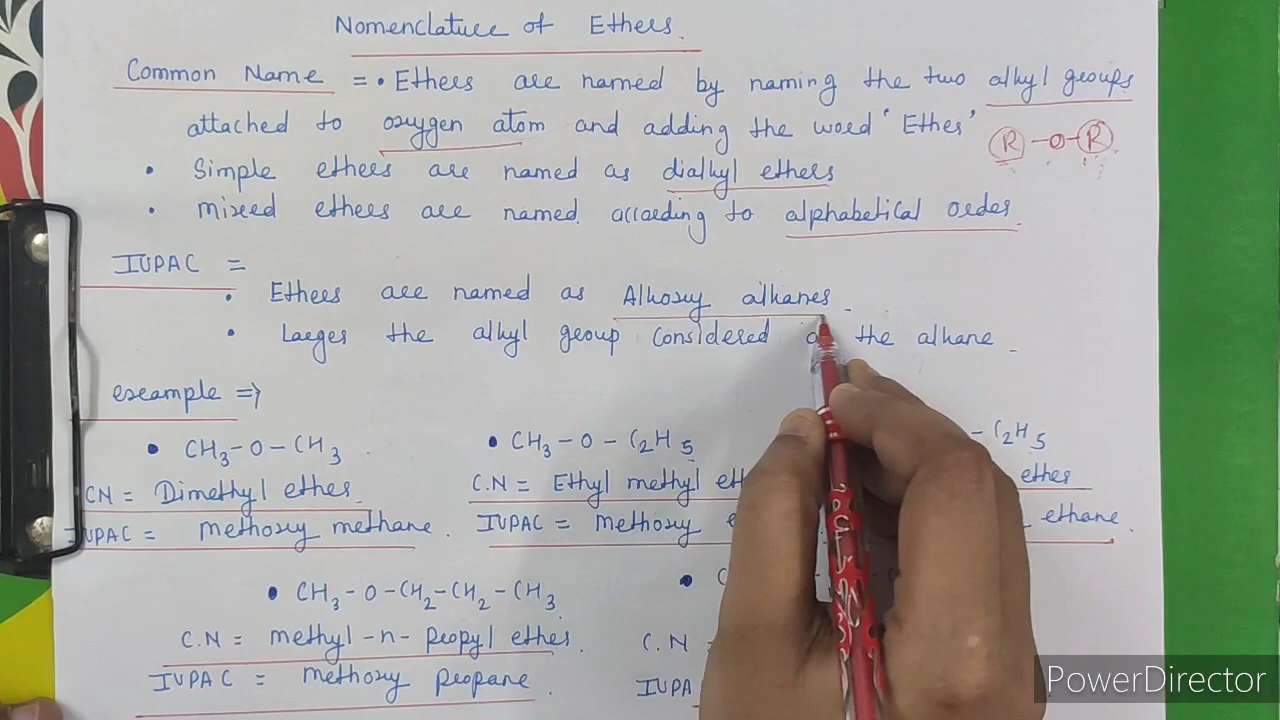 Nomenclature of Ethers.
Common Name = • Ethers are named by naming the two alkyl groups
attached to oxygen atom and adding the word 'Ether'
R - O - R
• Simple ethers are named as dialkyl ethers
• mixed ethers are named according to alphabetical order.
IUPAC =
• Ethers are named as Alkoxy alkanes.
• Larger the alkyl group considered the alkane.
example =>
• CH3 - O - CH3
• CH3 - O - C2H5
- C2H5
CN = Dimethyl ether.
C.N = Ethyl methyl
ether
IUPAC = methoxy methane.
IUPAC = Methoxy
ethane.
• CH3 - O - CH2 - CH2 - CH3
C.N = methyl -n- propyl ether.
C.N =
IUPAC = methoxy propane.
IUPA
PowerDirector